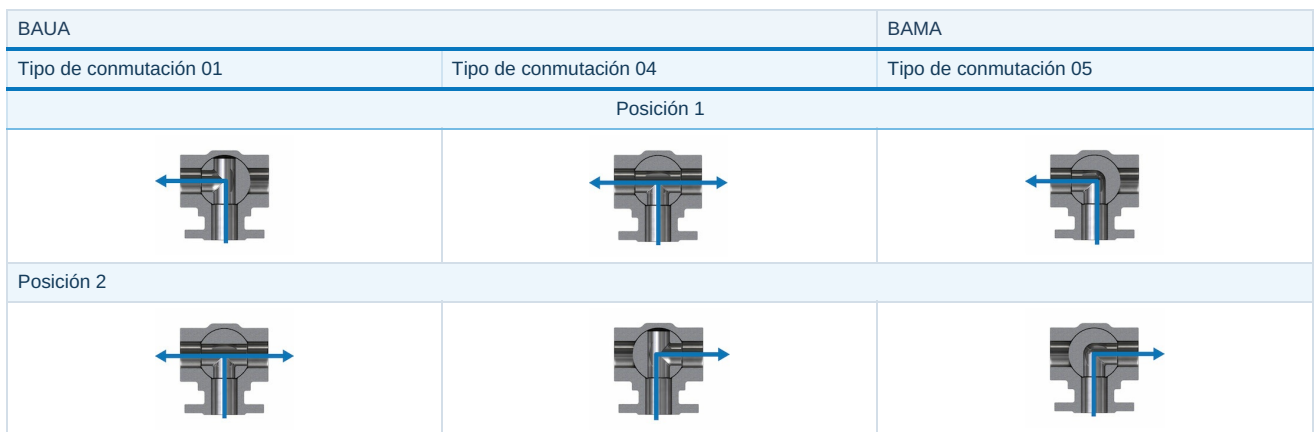 BAUA BAMA
Tipo de conmutación 01 Tipo de conmutación 04 Tipo de conmutación 05
Posición 1
Posición 2